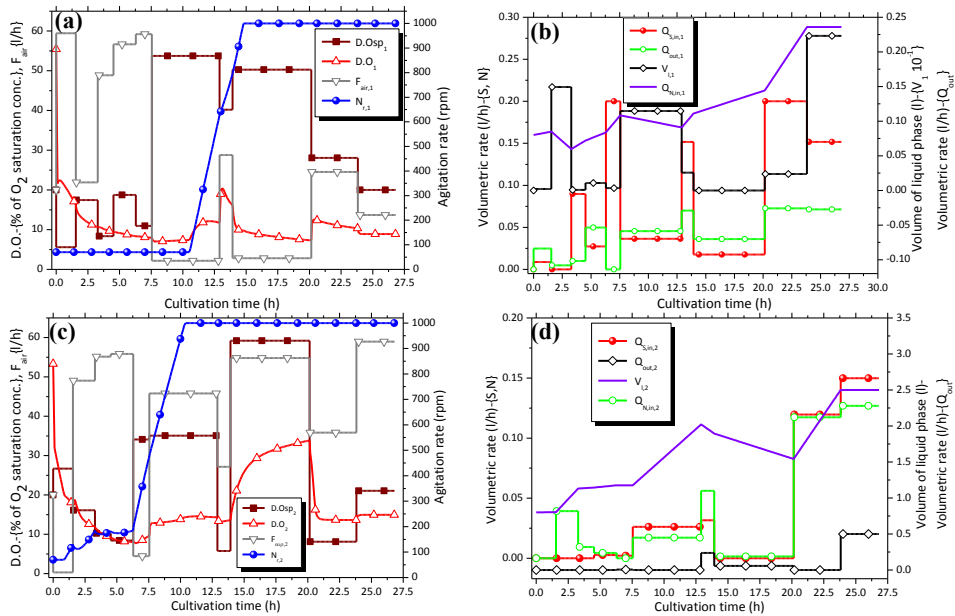 (a)
D.O.-{% of O2 saturation conc.}, Fair {l/h}
60
50
40
30
20
10
0
D.Osp1
D.O1
Fair,1
Nr,1
1000
900
800
700
600
500
400
300
200
100
0
Agitation rate (rpm)
0.0 2.5 5.0 7.5 10.0 12.5 15.0 17.5 20.0 22.5 25.0 27.5
Cultivation time (h)
(b)
Volumetric rate (l/h)-{S, N}
0.30
0.25
0.20
0.15
0.10
0.05
0.00
QS,in,1
Qout,1
Vl,1
QN,in,1
0.25
0.20
0.15
0.10
0.05
0.00
-0.05
-0.10
Volume of liquid phase (l)-{V1 10-1}
Volumetric rate (l/h)-{Qout}
0.0 2.5 5.0 7.5 10.0 12.5 15.0 17.5 20.0 22.5 25.0 27.5 30.0
Cultivation time (h)
(c)
D.O.-{% of O2 saturation conc.}, Fair {l/h}
60
50
40
30
20
10
0
D.Osp2
D.O2
Nr,2
1000
900
800
700
600
500
400
300
200
100
0
Agitation rate (rpm)
0.0 2.5 5.0 7.5 10.0 12.5 15.0 17.5 20.0 22.5 25.0 27.5
Cultivation time (h)
(d)
Volumetric rate (l/h)-{S,N}
0.20
0.15
0.10
0.05
0.00
QS,in,2
Qout,2
Vl,2
QN,in,2
3.5
3.0
2.5
2.0
1.5
1.0
0.5
0.0
Volume of liquid phase (l)-
Volumetric rate (l/h)-{Qout}
0.0 2.5 5.0 7.5 10.0 12.5 15.0 17.5 20.0 22.5 25.0 27.5
Cultivation time (h)